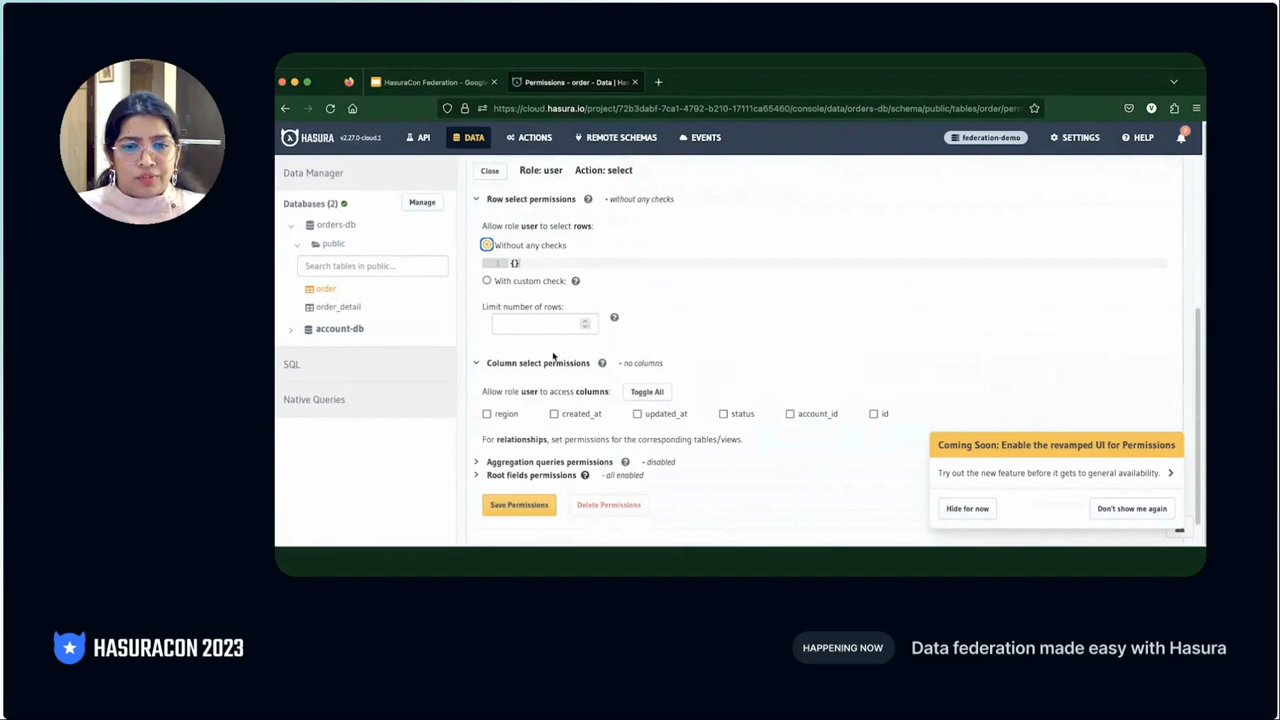 HasuraCon Federation - Google
Permissions - order - Data | Ha
https://cloud.hasura.io/project/72b3dabf-7ca1-4792-b210-17111ca65460/console/data/orders-db/schema/public/tables/order/per
HASURA v2.27.0-cloud.1 API DATA ACTIONS REMOTE SCHEMAS EVENTS federation-demo SETTINGS HELP
Data Manager
Databases (2) Manage
orders-db
public
Search tables in public...
order
order_detail
account-db
SQL
Native Queries
Close Role: user Action: select
Row select permissions - without any checks
Allow role user to select rows:
Without any checks
1 {}
With custom check:
Limit number of rows:
Column select permissions - no columns
Allow role user to access columns: Toggle All
region created_at updated_at status account_id id
For relationships, set permissions for the corresponding tables/views.
Aggregation queries permissions - disabled
Root fields permissions - all enabled
Save Permissions Delete Permissions
Coming Soon: Enable the revamped UI for Permissions
Try out the new feature before it gets to general availability.
Hide for now Don't show me again
HASURACON 2023
HAPPENING NOW Data federation made easy with Hasura